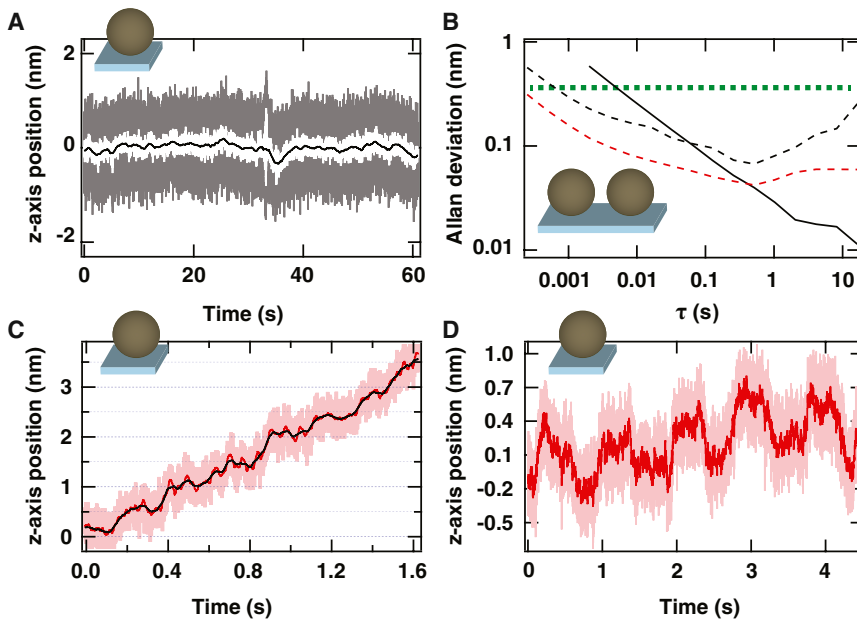 A
z-axis position (nm)
2
0
-2
0
20
40
60
Time (s)
B
Allan deviation
1
0.1
0.01
0.001
0.01
0.1
1
10
τ (s)
C
z-axis position (nm)
3
2
1
0
0.0
0.4
0.8
1.2
1.6
Time (s)
D
z-axis position (nm)
1.0
0.7
0.4
0.1
-0.2
-0.5
0
1
2
3
4
Time (s)